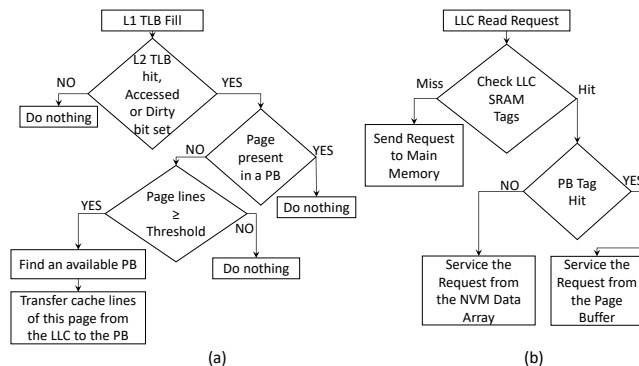 L1 TLB Fill
L2 TLB
hit,
Accessed
or Dirty
bit set
NO
YES
Do nothing
Page
present
in a PB
NO
YES
Do nothing
Page lines
≥
Threshold
YES
NO
Do nothing
Find an available PB
Transfer cache lines
of this page from
the LLC to the PB
(a)
LLC Read Request
Check LLC
SRAM
Tags
Miss
Hit
Send Request
to Main
Memory
PB Tag
Hit
NO
YES
Service the
Request from
the NVM Data
Array
Service the
Request from
the Page
Buffer
(b)